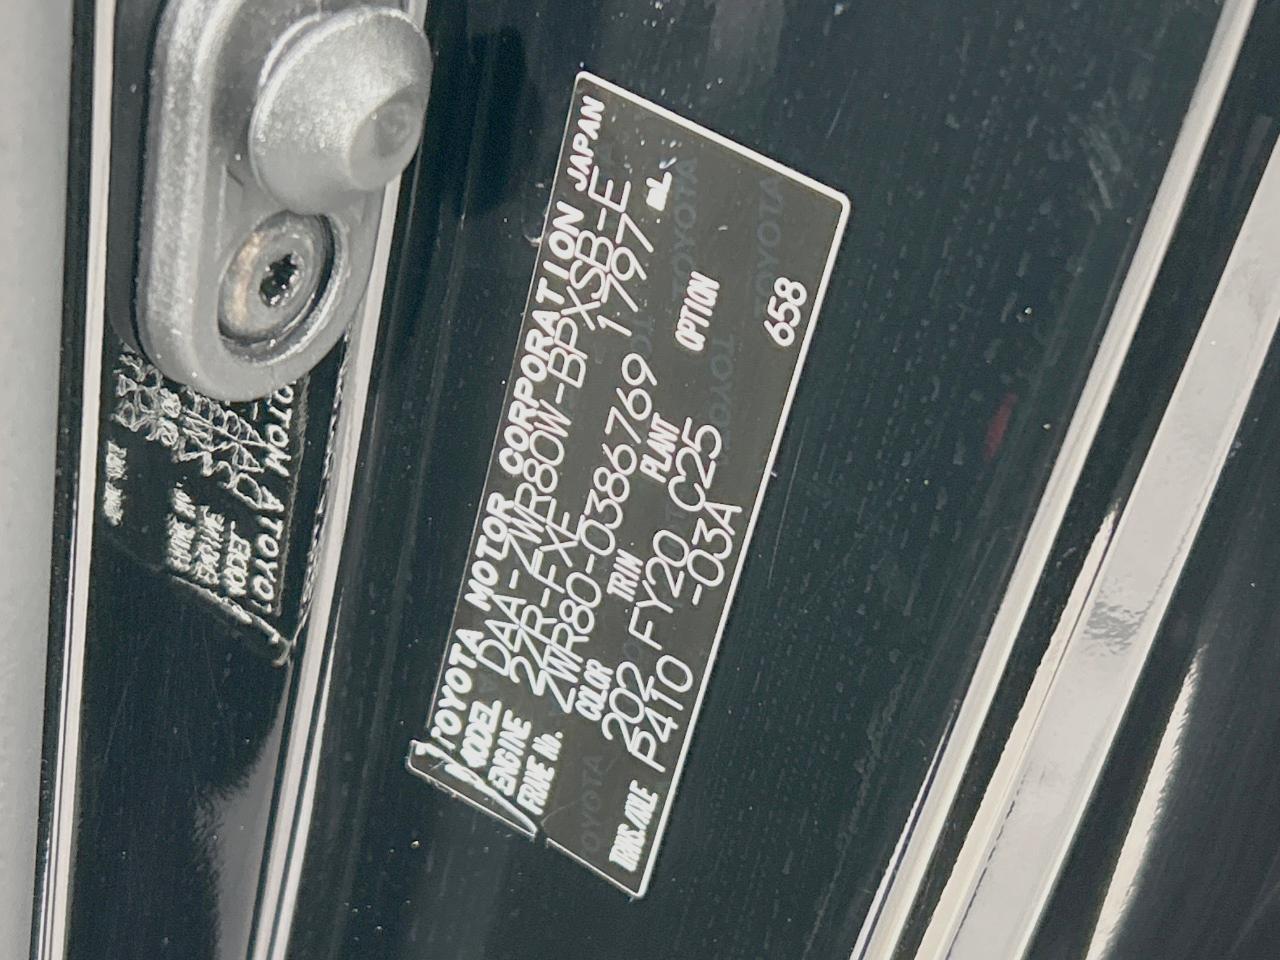 TOYOTA MOTOR CORPORATION JAPAN
MODEL DAA-ZWR80W-BPXSB-E
ENGINE 2ZR-FXE 1797 mL
FRAME No. ZWR80-0386769
COLOR TRIM PLANT OPTION
202 FY20 C25 658
TRANS./AXLE P410 -03A